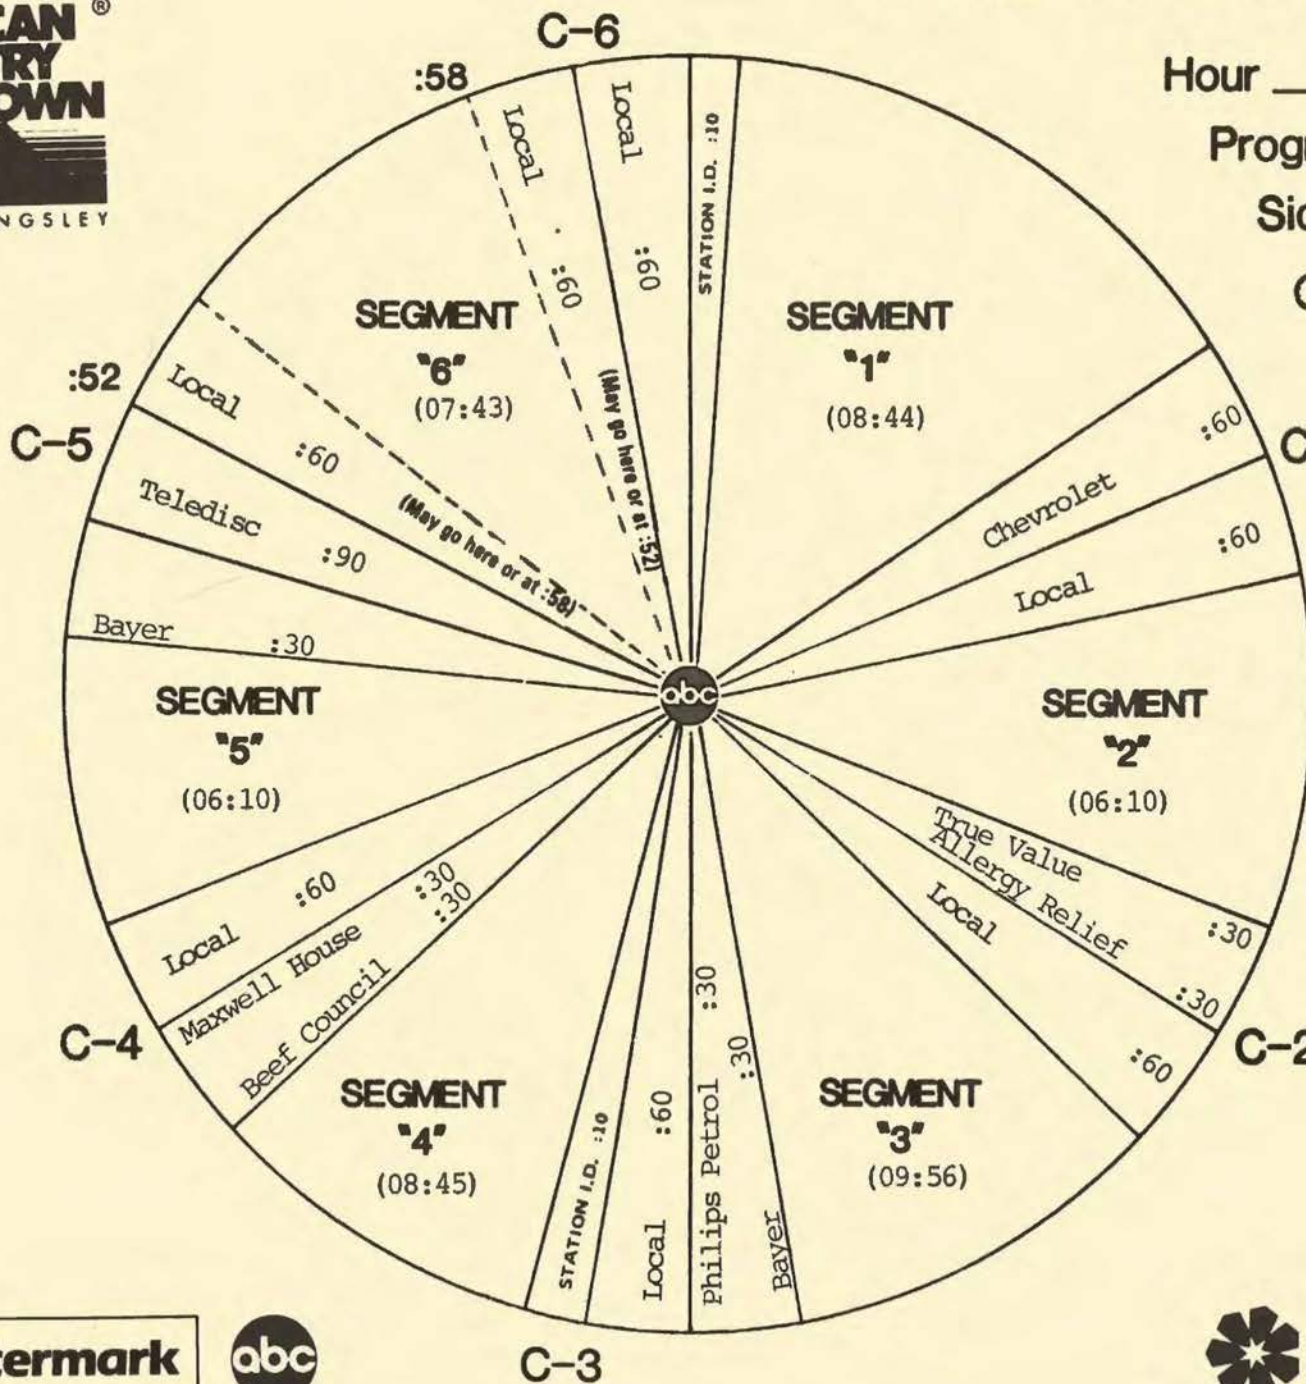 RY
NGSLEY
Hour
:58
C-6
Local :60
Local :60
(May go here or at :52)
STATION I.D. :10
SEGMENT
"1"
(08:44)
Chevrolet :60
Local :60
SEGMENT
"2"
(06:10)
True Value :30
Allergy Relief :30
C-2
Local :60
SEGMENT
"3"
(09:56)
Bayer :30
Philips Petrol :30
C-3
Local :60
STATION I.D. :10
SEGMENT
"4"
(08:45)
Beef Council :30
Maxwell House :30
C-4
Local :60
SEGMENT
"5"
(06:10)
Bayer :30
Teledisc :90
C-5
:52
Local :60
(May go here or at :58)
SEGMENT
"6"
(07:43)
abc
termark
abc